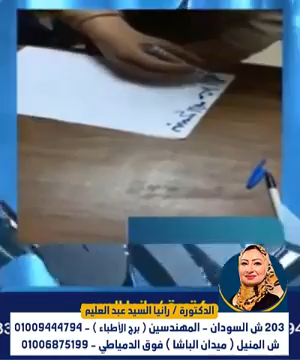 الدكتورة / رانيا السيد عبد العليم
203 ش السودان - المهندسين ( برج الأطباء ) - 01009444794
ش المنيل ( ميدان الباشا ) فوق الدمياطي - 01006875199